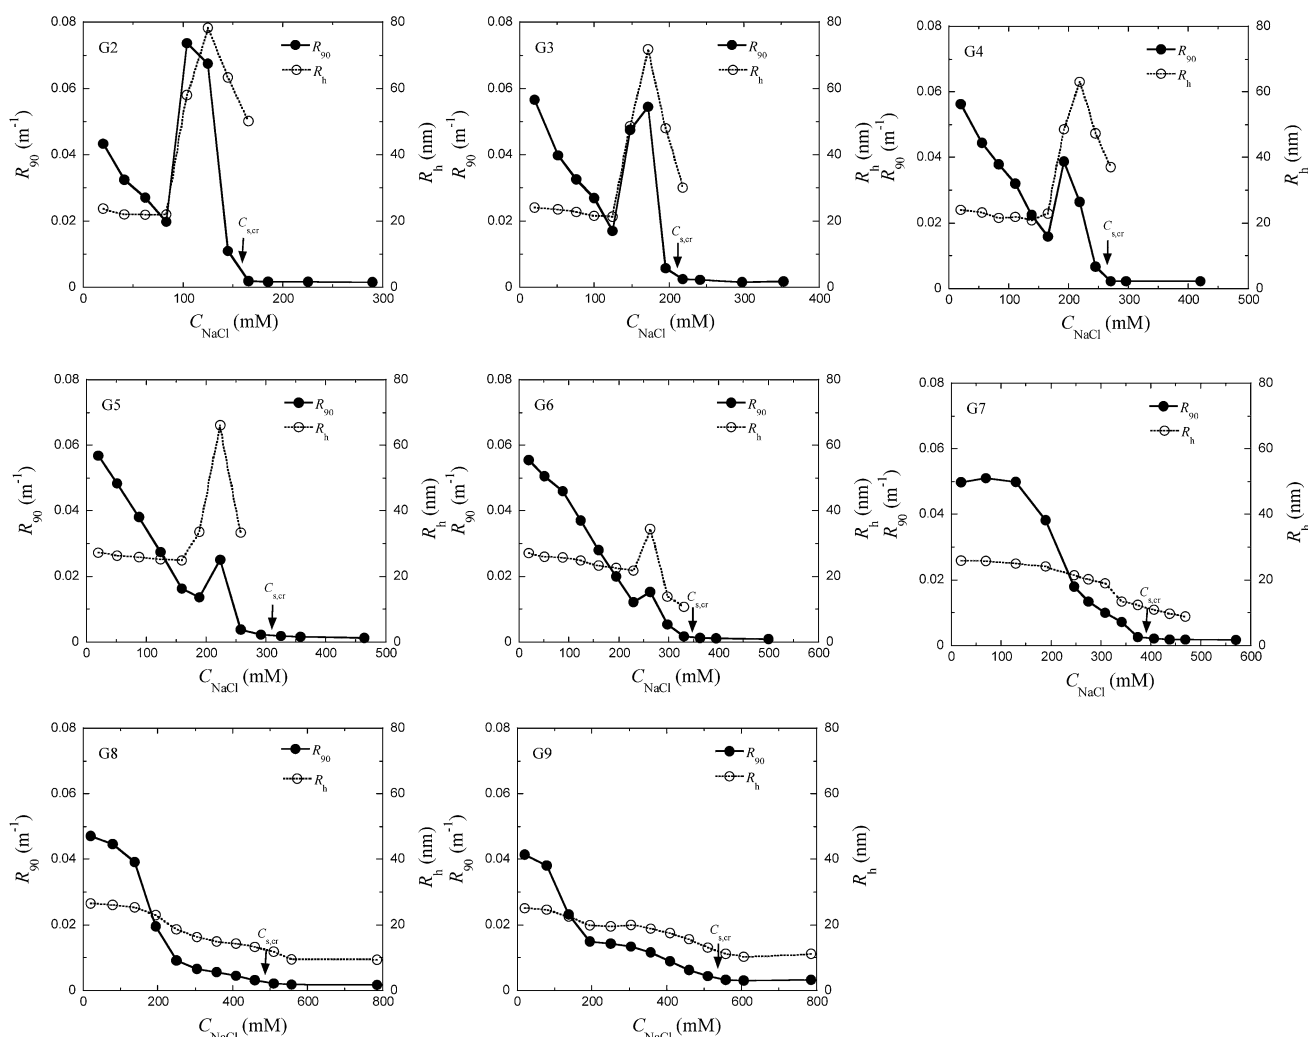 G2
R90
Rh
Cs,cr
0.08
0.06
0.04
0.02
0
80
60
40
20
0
0 100 200 300
R90 (m-1)
Rh (nm)
CNaCl (mM)
G3
R90
Rh
Cs,cr
0.08
0.06
0.04
0.02
0
80
60
40
20
0
0 100 200 300 400
R90 (m-1)
Rh (nm)
CNaCl (mM)
G4
R90
Rh
Cs,cr
0.08
0.06
0.04
0.02
0
80
60
40
20
0
0 100 200 300 400 500
R90 (m-1)
Rh (nm)
CNaCl (mM)
G5
R90
Rh
Cs,cr
0.08
0.06
0.04
0.02
0
80
60
40
20
0
0 100 200 300 400 500
R90 (m-1)
Rh (nm)
CNaCl (mM)
G6
R90
Rh
Cs,cr
0.08
0.06
0.04
0.02
0
80
60
40
20
0
0 100 200 300 400 500 600
R90 (m-1)
Rh (nm)
CNaCl (mM)
G7
R90
Rh
Cs,cr
0.08
0.06
0.04
0.02
0
80
60
40
20
0
0 100 200 300 400 500 600
R90 (m-1)
Rh (nm)
CNaCl (mM)
G8
R90
Rh
Cs,cr
0.08
0.06
0.04
0.02
0
80
60
40
20
0
0 200 400 600 800
R90 (m-1)
Rh (nm)
CNaCl (mM)
G9
R90
Rh
Cs,cr
0.08
0.06
0.04
0.02
0
80
60
40
20
0
0 200 400 600 800
R90 (m-1)
Rh (nm)
CNaCl (mM)